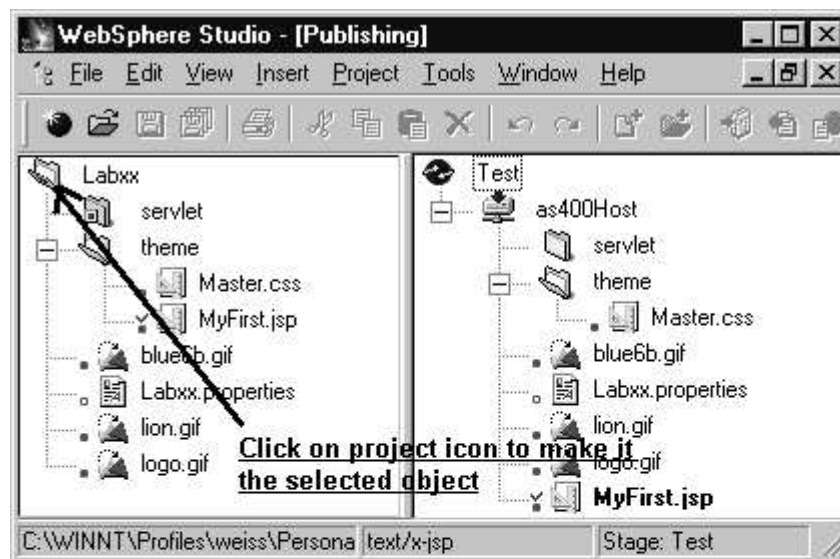 WebSphere Studio - [Publishing]
File Edit View Insert Project Tools Window Help
Labxx
servlet
theme
Master.css
MyFirst.jsp
blue6b.gif
Labxx.properties
lion.gif
logo.gif
Click on project icon to make it
the selected object
Test
as400Host
servlet
theme
Master.css
blue6b.gif
Labxx.properties
lion.gif
logo.gif
MyFirst.jsp
C:\WINNT\Profiles\weiss\Persona text/x-jsp Stage: Test